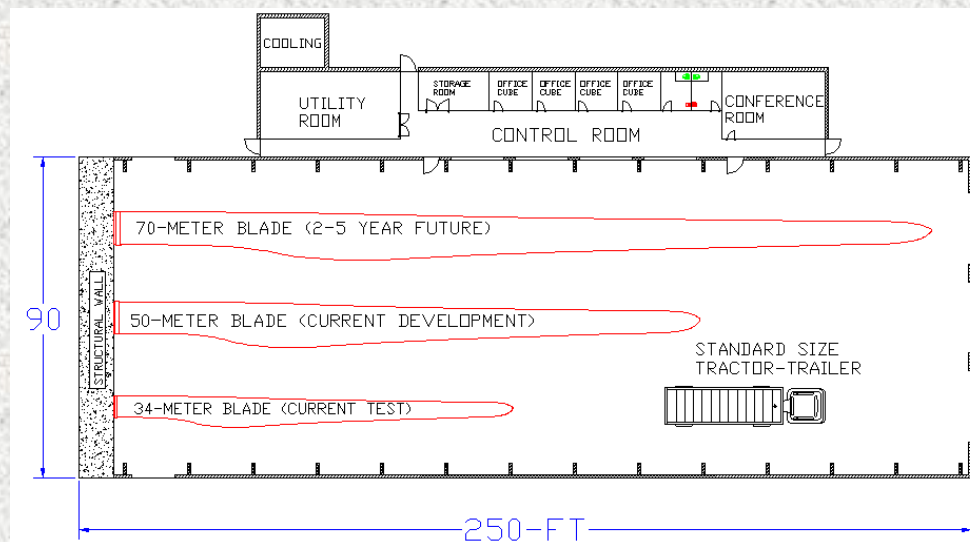 COOLING
UTILITY
ROOM
STORAGE
ROOM
OFFICE
CUBE
OFFICE
CUBE
OFFICE
CUBE
OFFICE
CUBE
CONFERENCE
ROOM
CONTROL ROOM
70-METER BLADE (2-5 YEAR FUTURE)
STRUCTURAL WALL
90
50-METER BLADE (CURRENT DEVELOPMENT)
STANDARD SIZE
TRACTOR-TRAILER
34-METER BLADE (CURRENT TEST)
250-FT